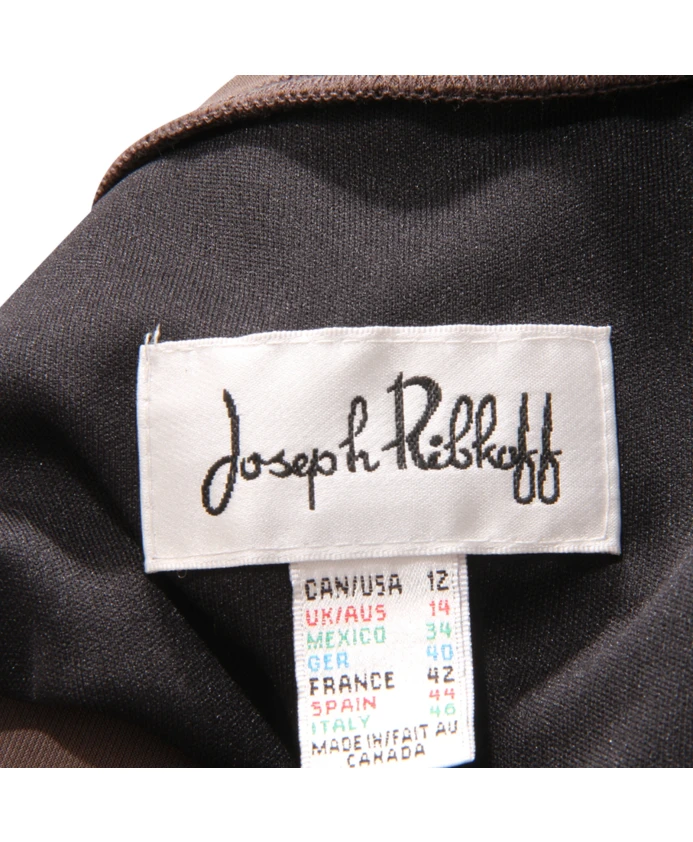 Joseph Ribkoff
CAN/USA 12
UK/AUS 14
MEXICO 34
GER 40
FRANCE 42
SPAIN 44
ITALY 46
MADE IN/FAIT AU
CANADA